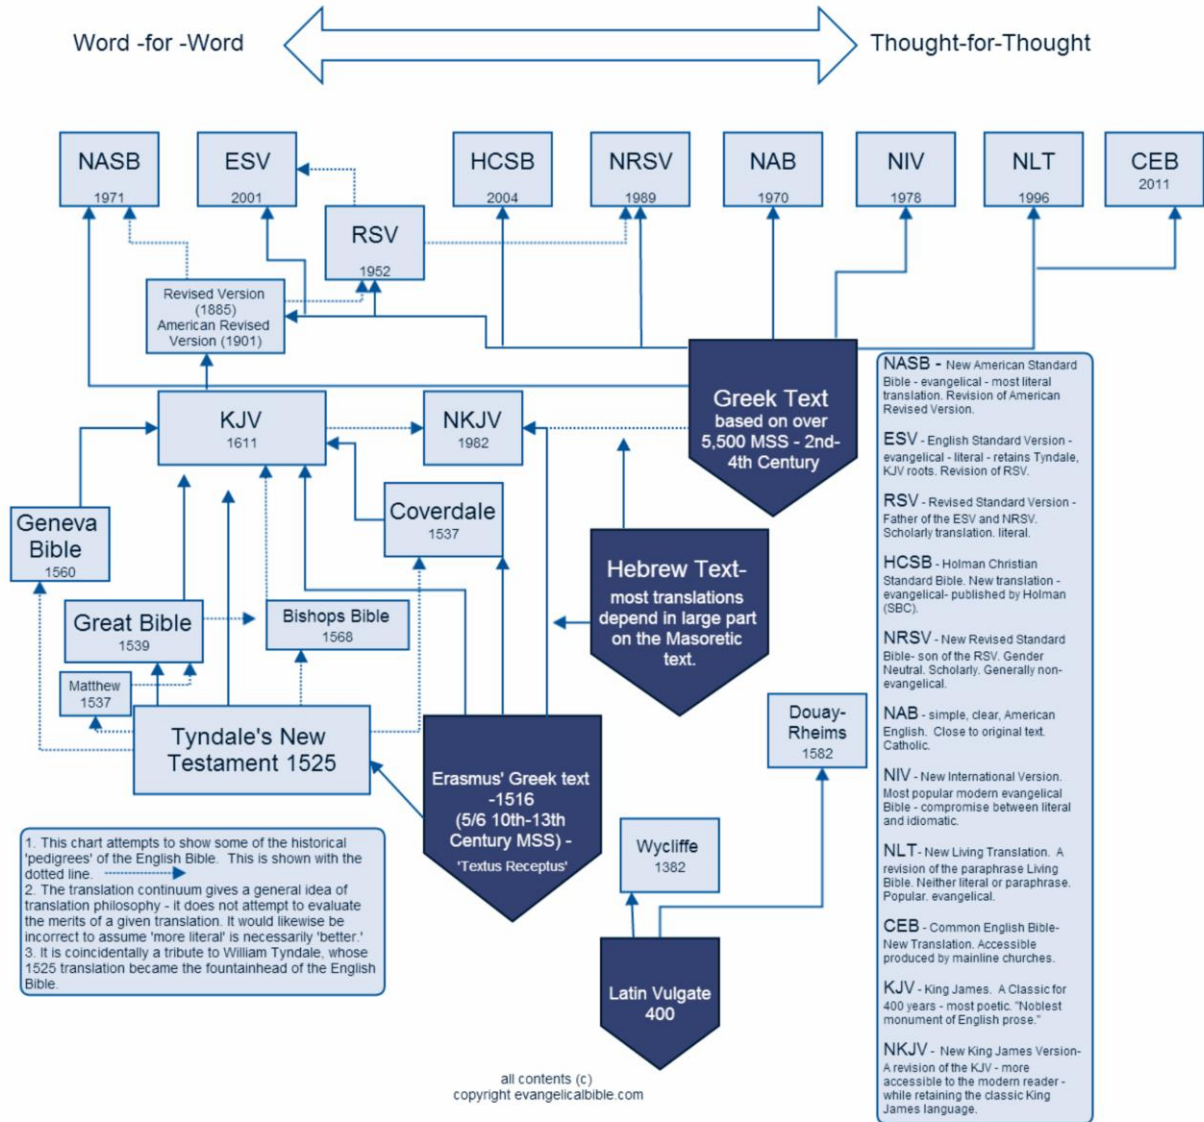 Word -for -Word
Thought-for-Thought
NASB
1971
ESV
2001
HCSB
2004
NRSV
1989
NAB
1970
NIV
1978
NLT
1996
CEB
2011
RSV
1952
Revised Version
(1885)
American Revised
Version (1901)
KJV
1611
NKJV
1982
Greek Text
based on over
5,500 MSS - 2nd-
4th Century
Geneva
Bible
1560
Coverdale
1537
Hebrew Text-
most translations
depend in large part
on the Masoretic
text.
Great Bible
1539
Bishops Bible
1568
Matthew
1537
Tyndale's New
Testament 1525
Erasmus' Greek text
-1516
(5/6 10th-13th
Century MSS) -
'Textus Receptus'
Douay-
Rheims
1582
Wycliffe
1382
Latin Vulgate
400
1. This chart attempts to show some of the historical
'pedigrees' of the English Bible.  This is shown with the
dotted line.
2. The translation continuum gives a general idea of
translation philosophy - it does not attempt to evaluate
the merits of a given translation. It would likewise be
incorrect to assume 'more literal' is necessarily 'better.'
3. It is coincidentally a tribute to William Tyndale, whose
1525 translation became the fountainhead of the English
Bible.
NASB - New American Standard
Bible - evangelical - most literal
translation. Revision of American
Revised Version.
ESV - English Standard Version -
evangelical - literal - retains Tyndale,
KJV roots. Revision of RSV.
RSV - Revised Standard Version -
Father of the ESV and NRSV.
Scholarly translation. literal.
HCSB - Holman Christian
Standard Bible. New translation -
evangelical- published by Holman
(SBC).
NRSV - New Revised Standard
Bible- son of the RSV. Gender
Neutral. Scholarly. Generally non-
evangelical.
NAB - simple, clear, American
English.  Close to original text.
Catholic.
NIV - New International Version.
Most popular modern evangelical
Bible - compromise between literal
and idiomatic.
NLT - New Living Translation.  A
revision of the paraphrase Living
Bible. Neither literal or paraphrase.
Popular. evangelical.
CEB - Common English Bible-
New Translation. Accessible
produced by mainline churches.
KJV - King James.  A Classic for
400 years - most poetic. "Noblest
monument of English prose."
NKJV -  New King James Version-
A revision of the KJV - more
accessible to the modern reader -
while retaining the classic King
James language.
all contents (c)
copyright evangelicalbible.com